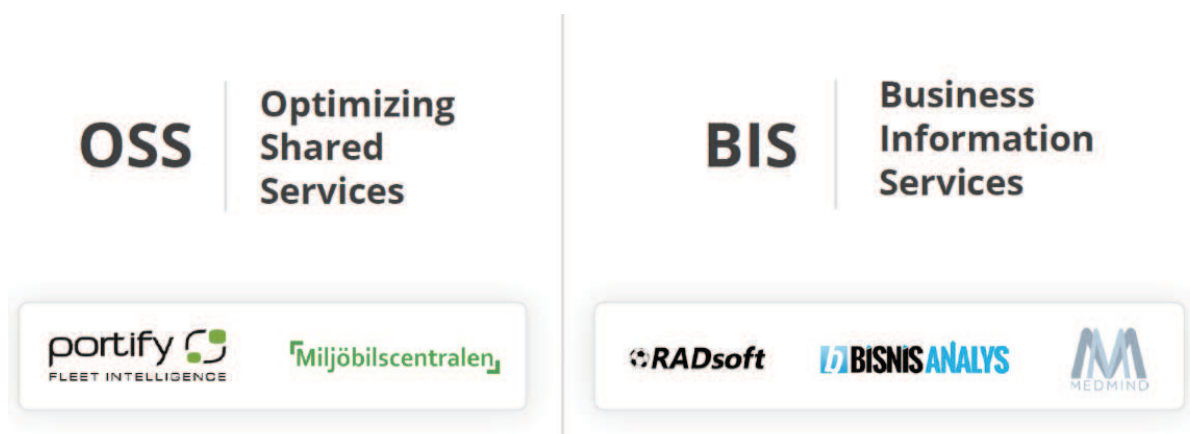 OSS
Optimizing
Shared
Services
portify
FLEET INTELLIGENCE
Miljöbilscentralen
BIS
Business
Information
Services
RADsoft
b BISNIS ANALYS
MEDMIND